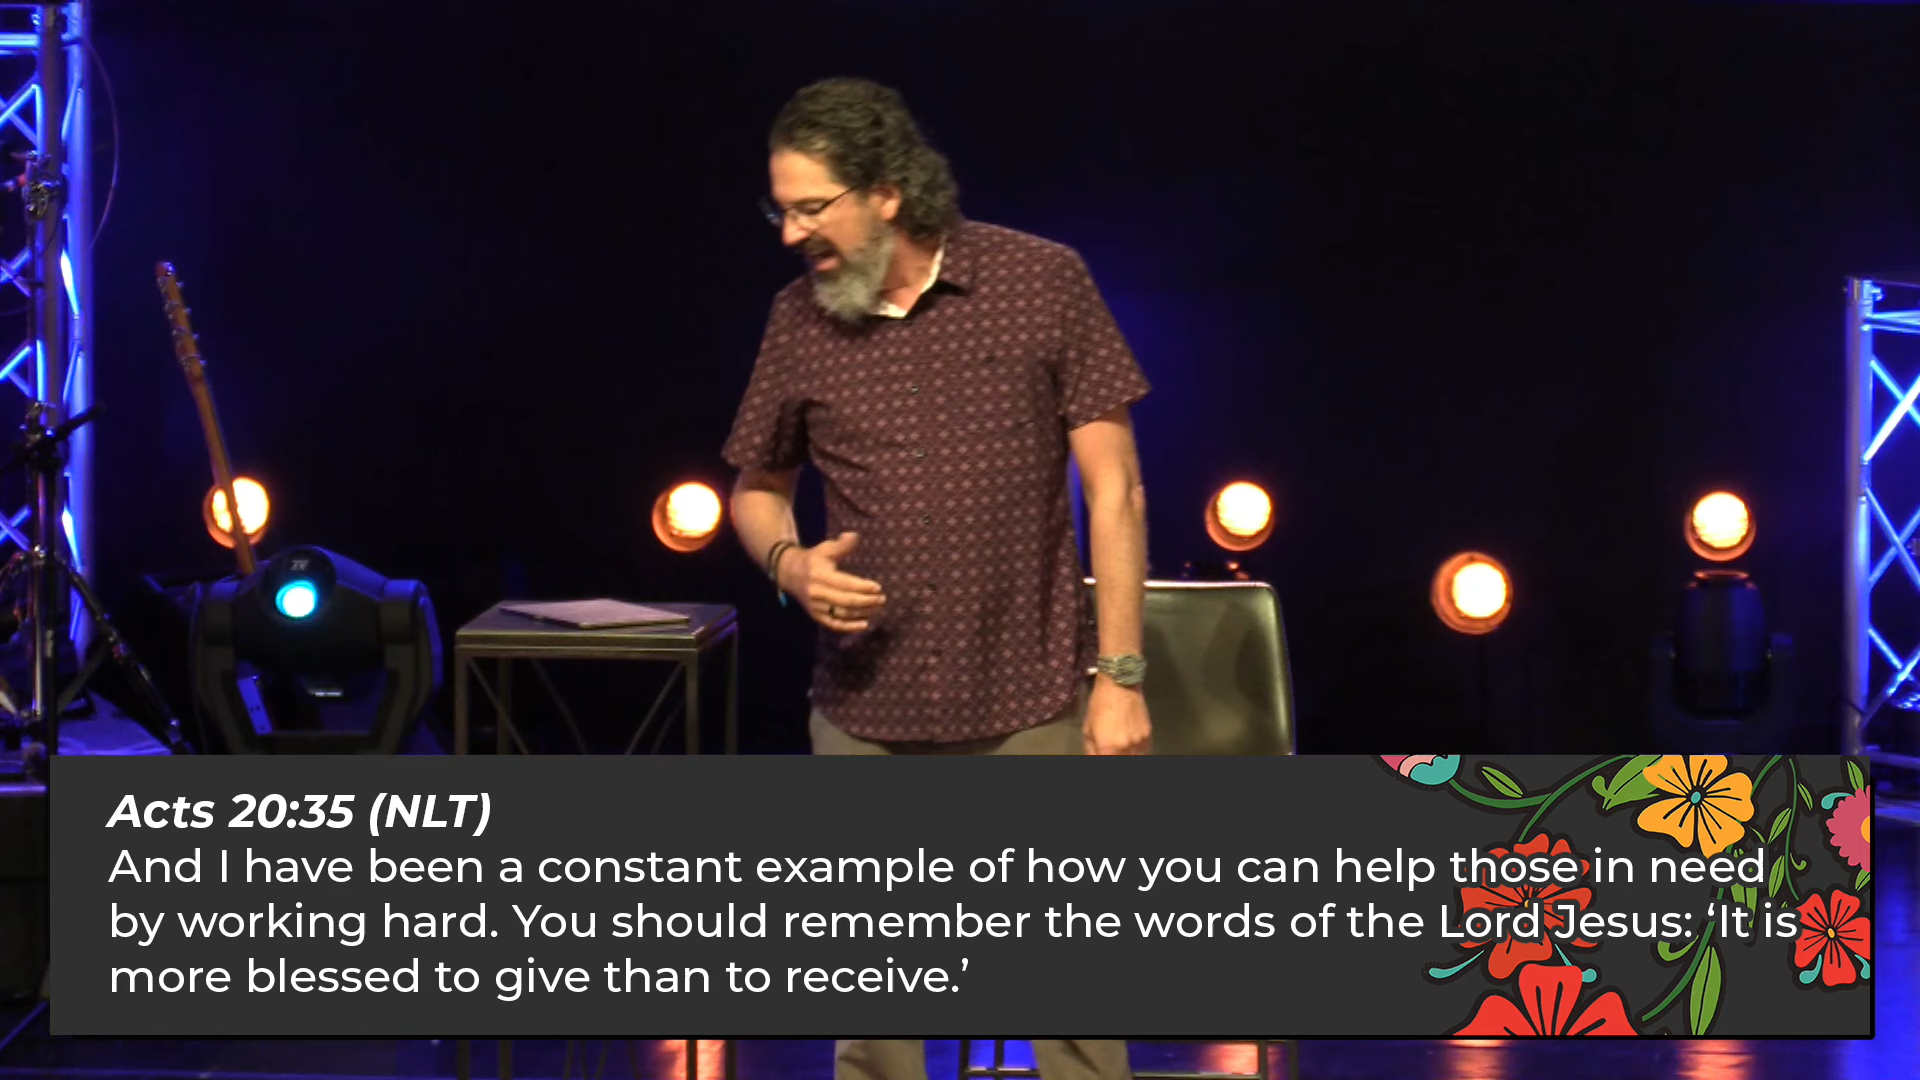 Acts 20:35 (NLT)
And I have been a constant example of how you can help those in need
by working hard. You should remember the words of the Lord Jesus: ‘It is
more blessed to give than to receive.’